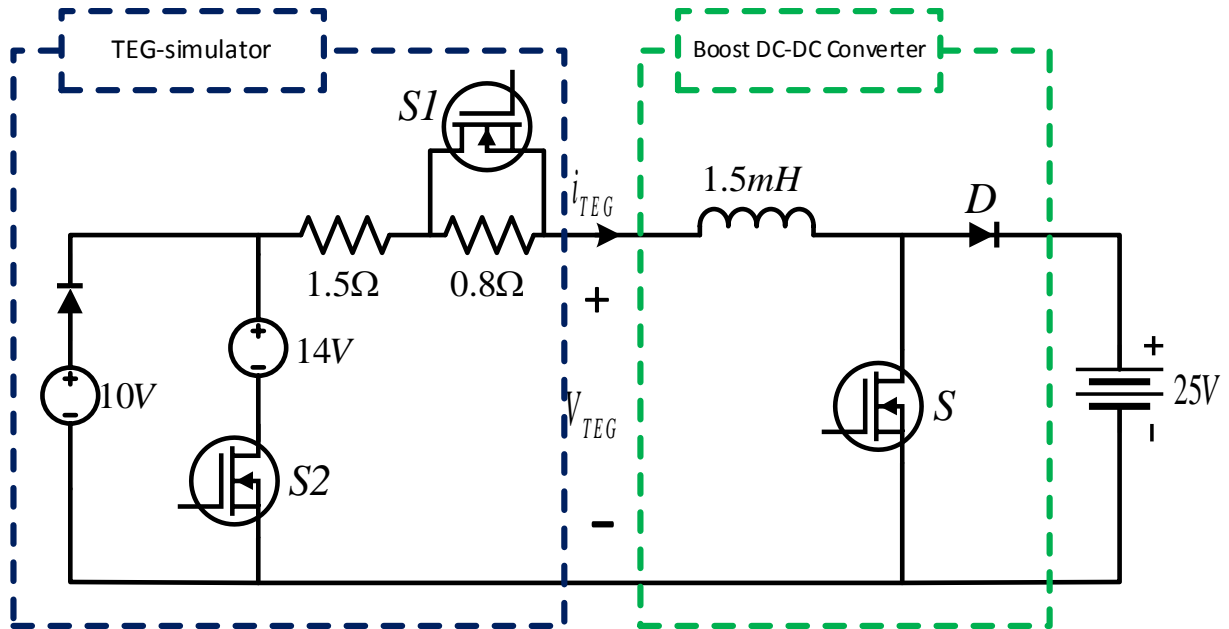 TEG-simulator
Boost DC-DC Converter
S1
i_TEG
1.5mH
D
1.5Ω
0.8Ω
+
+
-
14V
+
-
10V
S2
V_TEG
-
S
+
-
25V